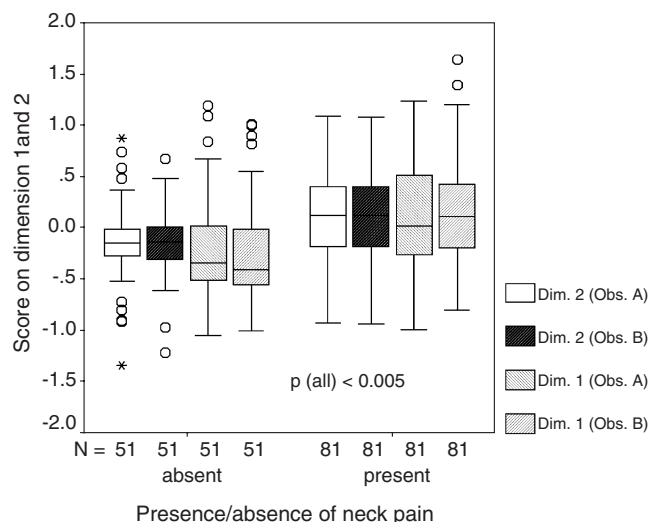 2.0
1.5
1.0
.5
0.0
-.5
-1.0
-1.5
-2.0
Score on dimension 1and 2
p (all) < 0.005
N = 51 51 51 51 81 81 81 81
absent present
Presence/absence of neck pain
Dim. 2 (Obs. A)
Dim. 2 (Obs. B)
Dim. 1 (Obs. A)
Dim. 1 (Obs. B)